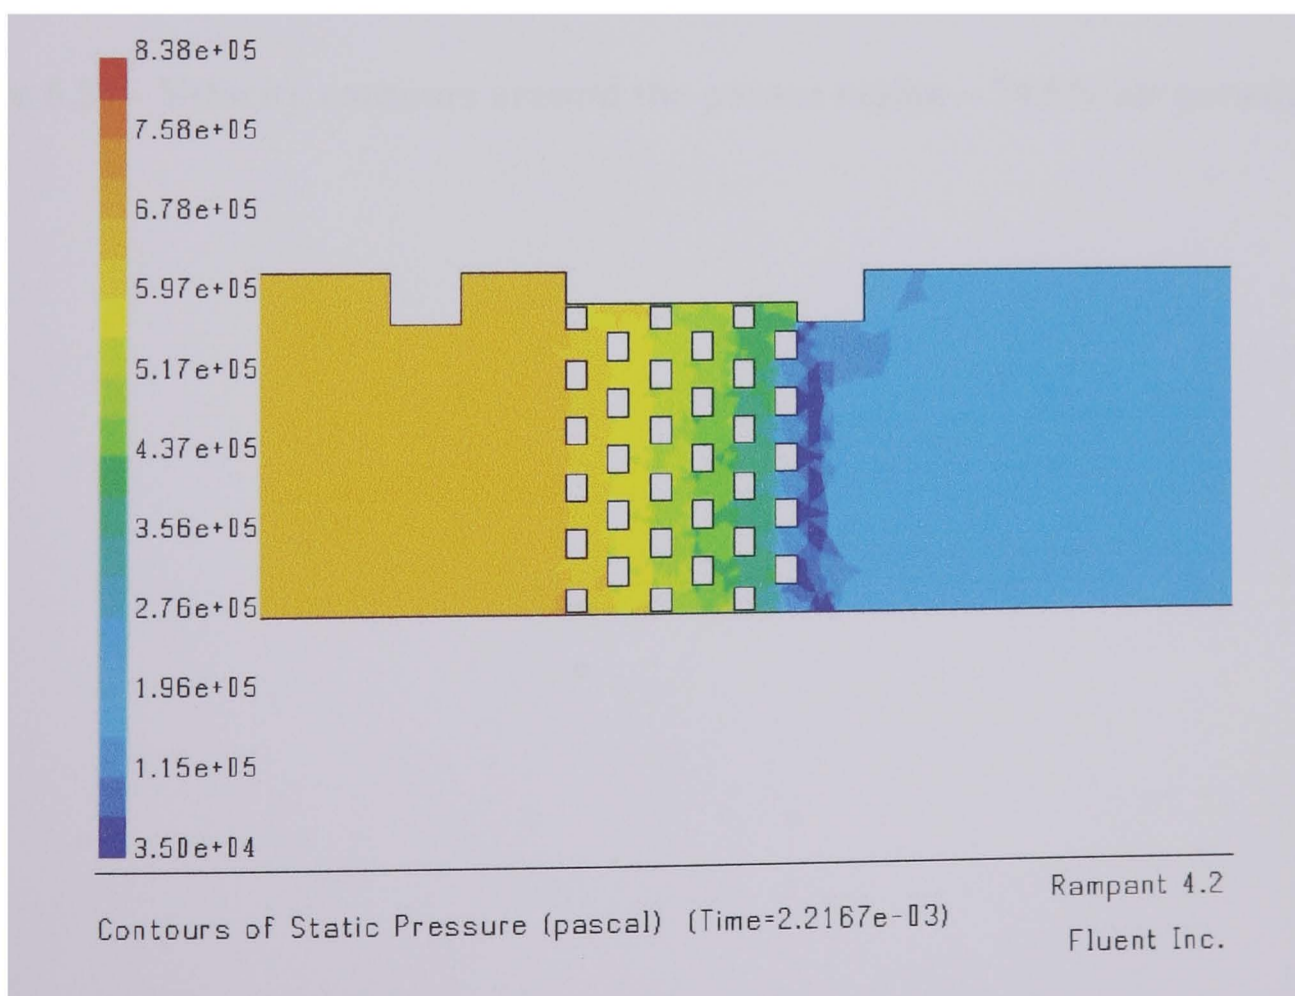 8.38e+05
7.58e+05
6.78e+05
5.97e+05
5.17e+05
4.37e+05
3.56e+05
2.76e+05
1.96e+05
1.15e+05
3.50e+04
Contours of Static Pressure (pascal) (Time=2.2167e-03)
Rampant 4.2
Fluent Inc.